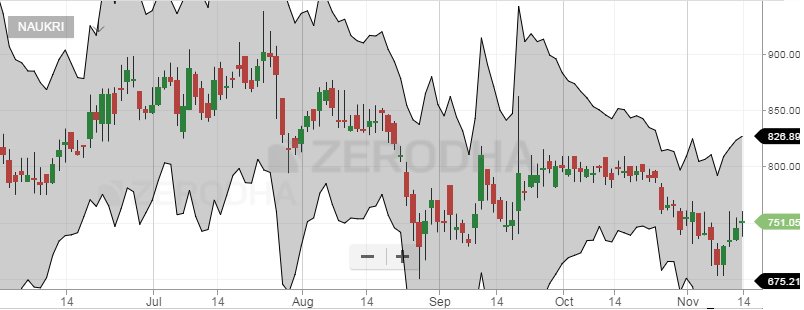 NAUKRI
900.00
850.00
826.89
800.00
751.05
675.21
ZERODHA
ZERODHA
14 Jul 14 Aug 14 Sep 14 Oct 14 Nov 14